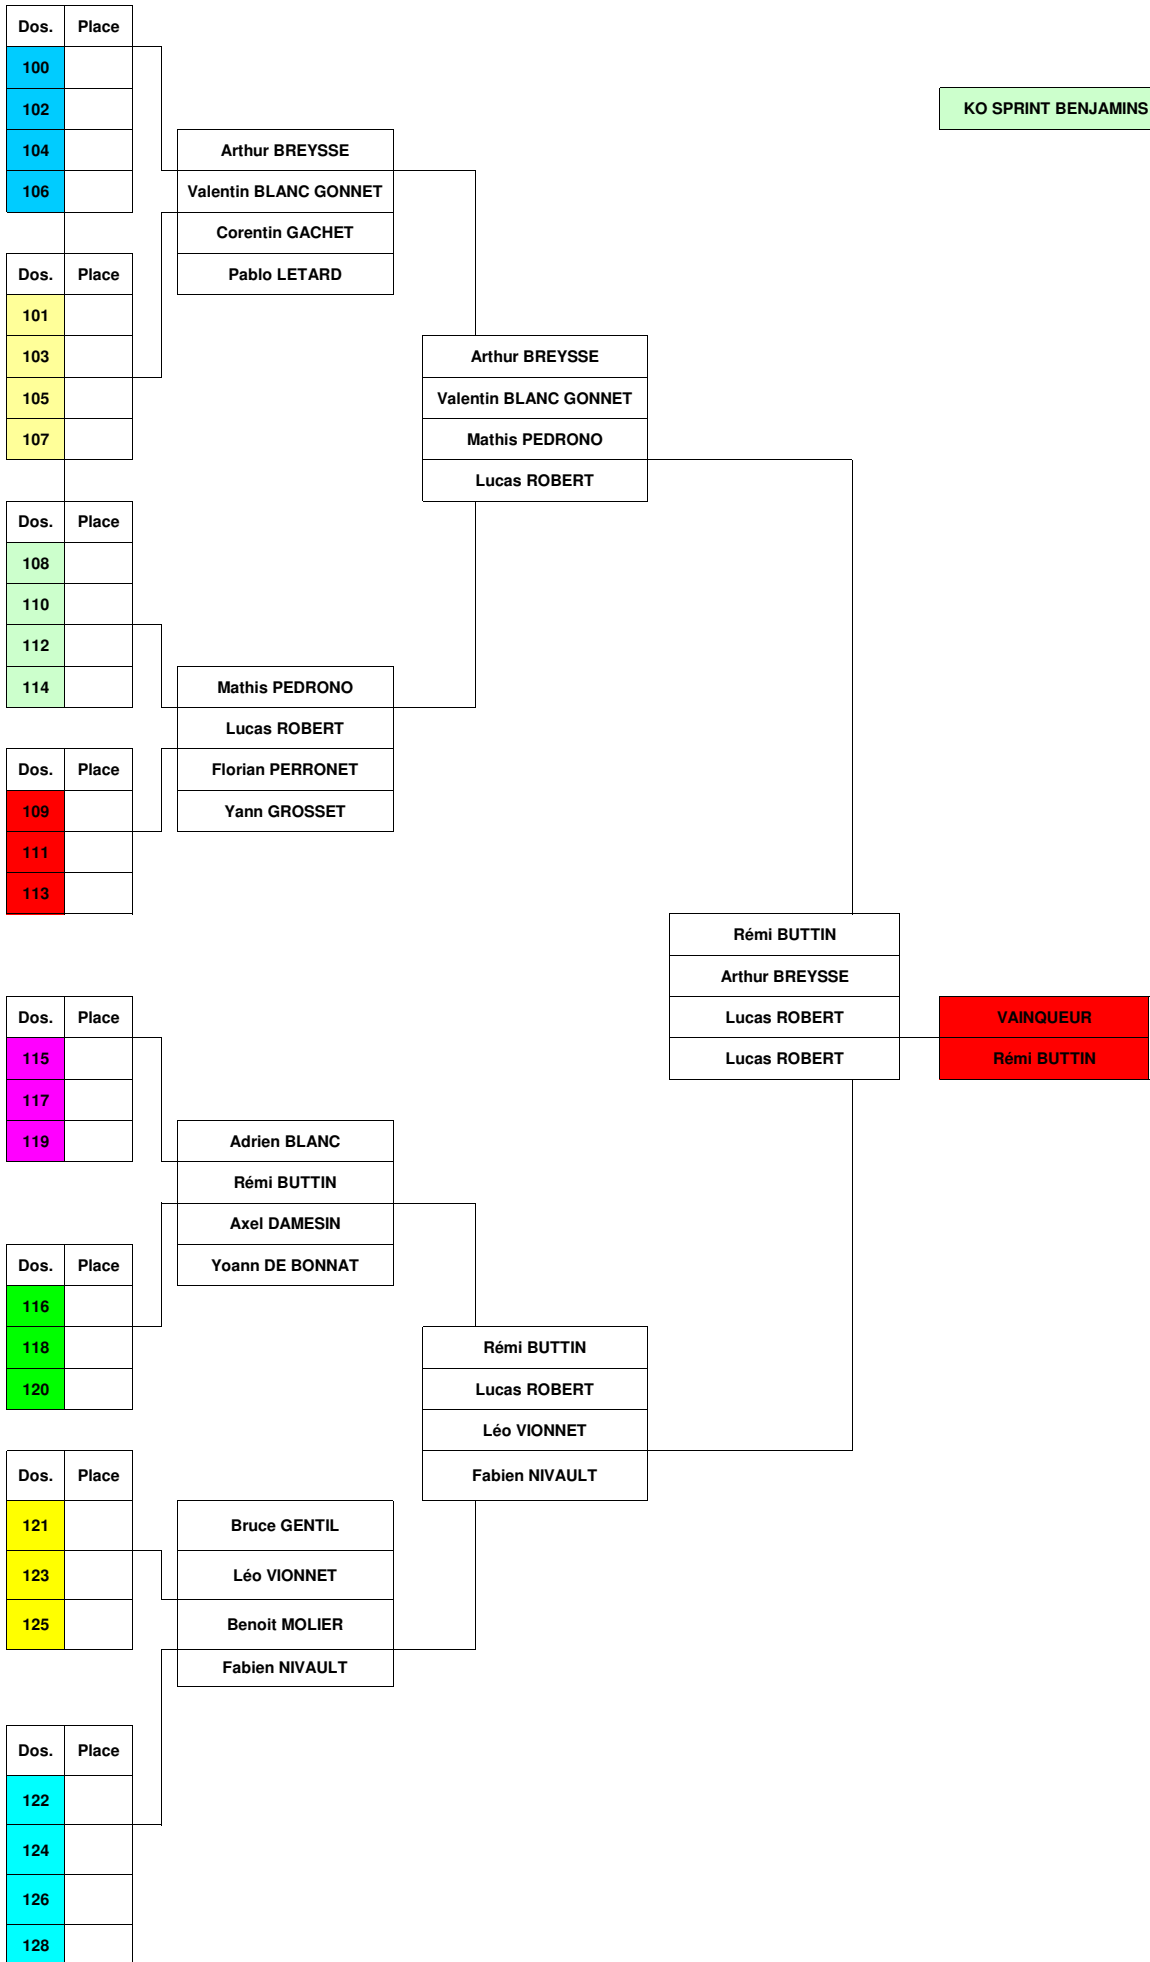 Dos. Place
100
102
104
106
KO SPRINT BENJAMINS
Arthur BREYSSE
Valentin BLANC GONNET
Corentin GACHET
Pablo LETARD
Dos. Place
101
103
105
107
Arthur BREYSSE
Valentin BLANC GONNET
Mathis PEDRONO
Lucas ROBERT
Dos. Place
108
110
112
114
Mathis PEDRONO
Lucas ROBERT
Florian PERRONET
Yann GROSSET
Dos. Place
109
111
113
Rémi BUTTIN
Arthur BREYSSE
Lucas ROBERT
Lucas ROBERT
VAINQUEUR
Rémi BUTTIN
Dos. Place
115
117
119
Adrien BLANC
Rémi BUTTIN
Axel DAMESIN
Yoann DE BONNAT
Dos. Place
116
118
120
Rémi BUTTIN
Lucas ROBERT
Léo VIONNET
Fabien NIVAULT
Dos. Place
121
123
125
Bruce GENTIL
Léo VIONNET
Benoit MOLIER
Fabien NIVAULT
Dos. Place
122
124
126
128